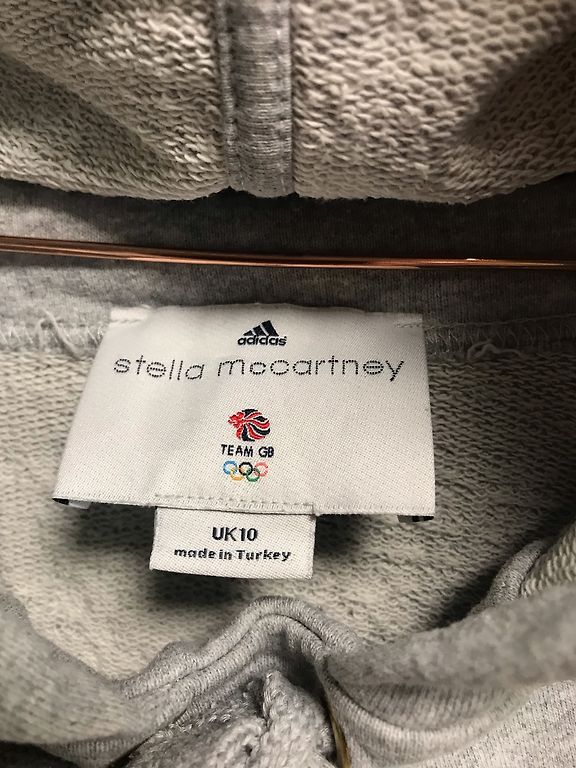 adidas
stella mccartney
TEAM GB
UK10
made in Turkey